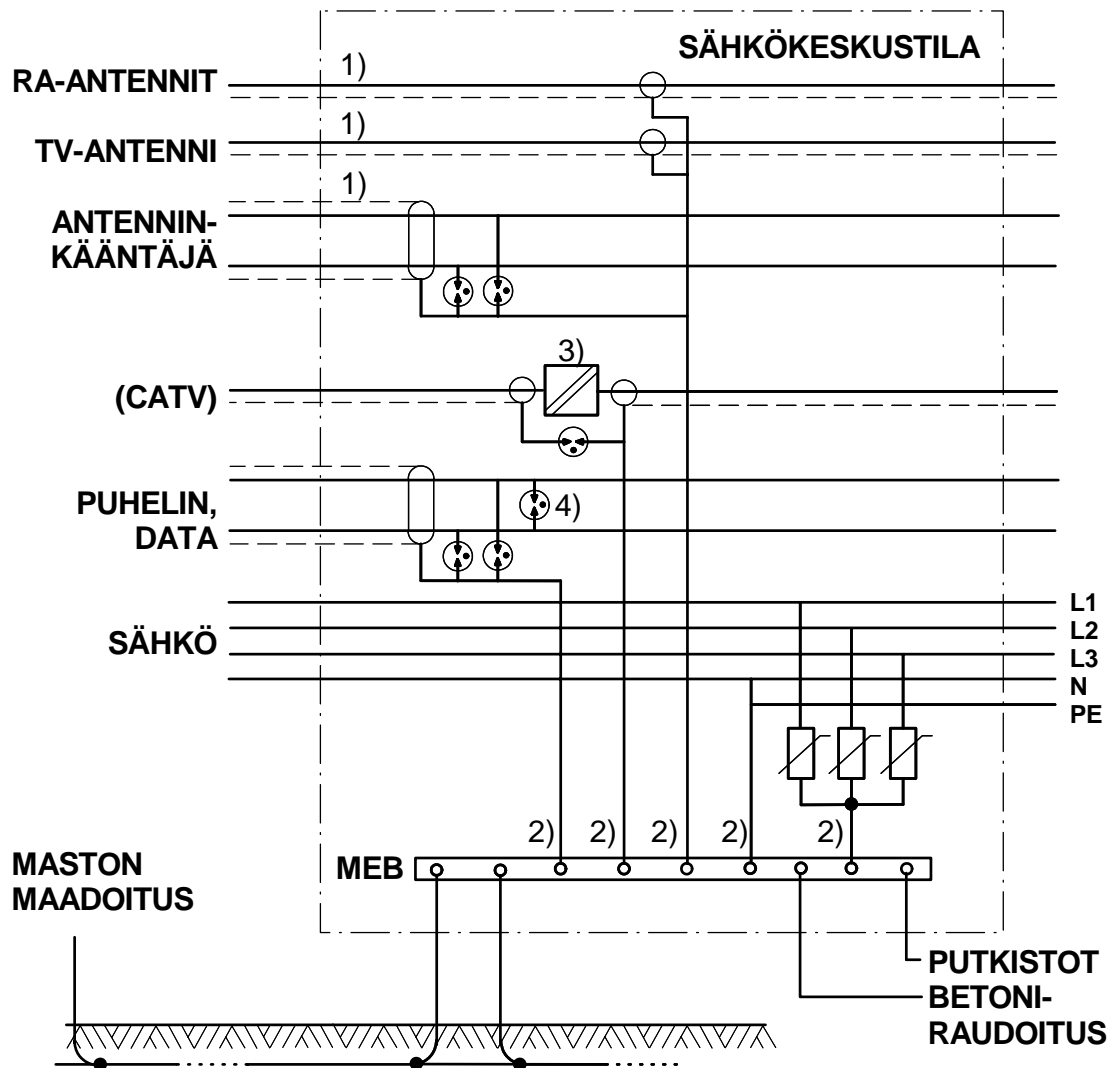 SÄHKÖKESKUSTILA
RA-ANTENNIT
1)
TV-ANTENNI
1)
1)
ANTENNIN-
KÄÄNTÄJÄ
3)
(CATV)
PUHELIN,
DATA
4)
L1
L2
SÄHKÖ
L3
N
PE
2) 2) 2) 2) 2)
MEB
MASTON
MAADOITUS
PUTKISTOT
BETONI-
RAUDOITUS